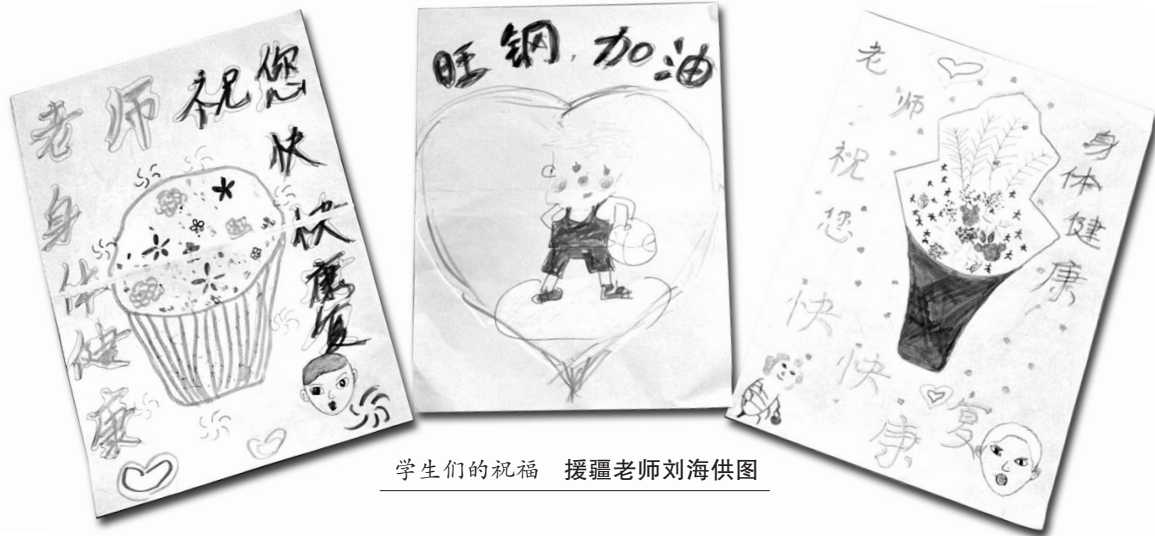 老师祝您
快快康复
身体健康
旺钢,加油
老师祝您快快康复
身体健康
学生们的祝福 援疆老师刘海供图